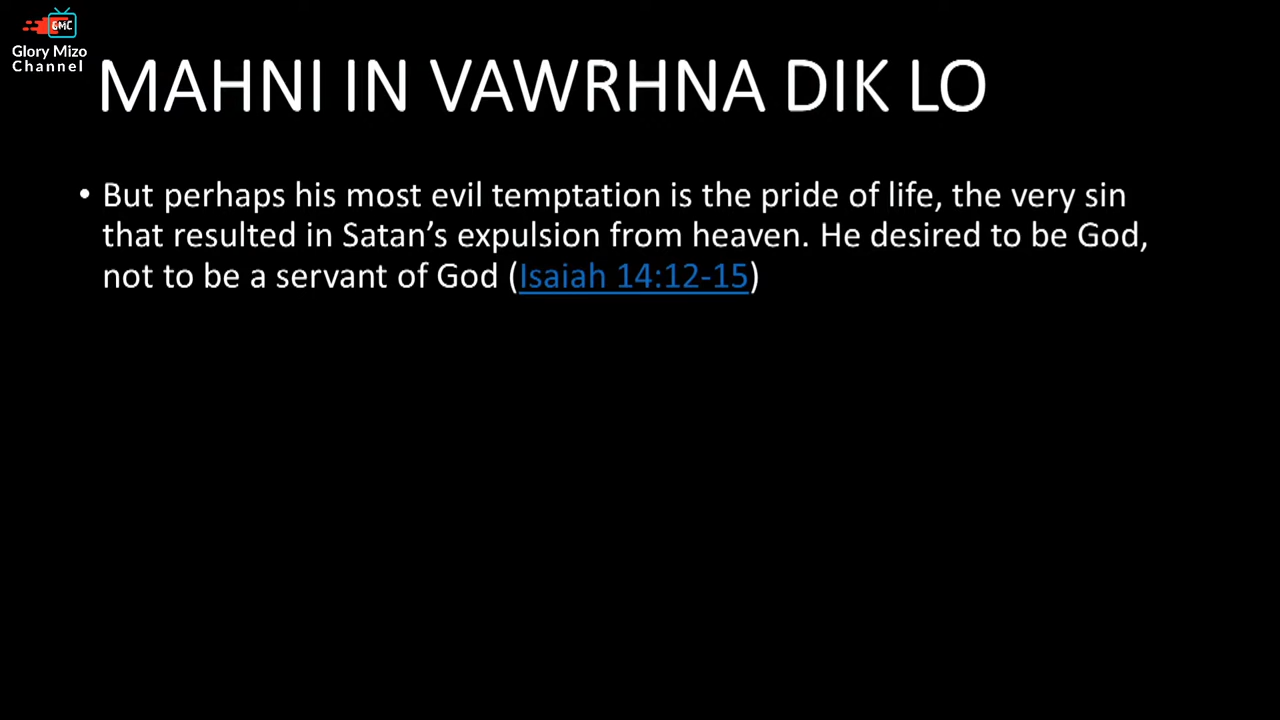 GMC
Glory Mizo
Channel
MAHNI IN VAWRHNA DIK LO
• But perhaps his most evil temptation is the pride of life, the very sin
that resulted in Satan’s expulsion from heaven. He desired to be God,
not to be a servant of God (Isaiah 14:12-15)